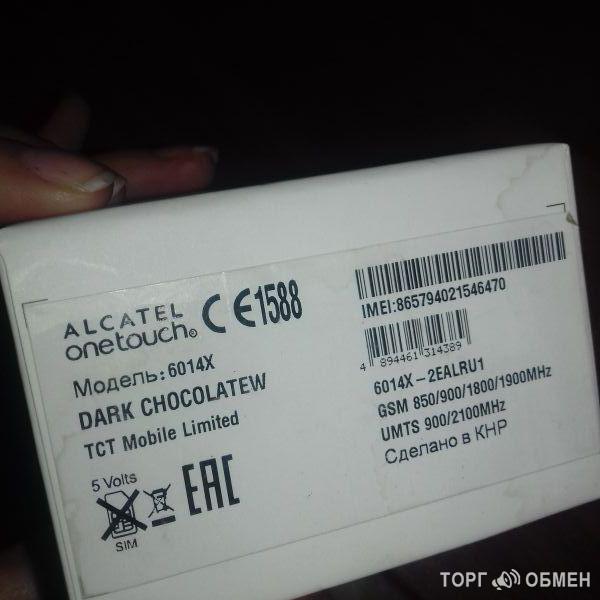 ALCATEL
onetouch®
CE1588
Модель: 6014X
DARK CHOCOLATEW
TCT Mobile Limited
5 Volts
SIM
EAC
IMEI:865794021546470
4 894461 314389
6014X-2EALRU1
GSM 850/900/1800/1900MHz
UMTS 900/2100MHz
Сделано в КНР
ТОРГ ОБМЕН